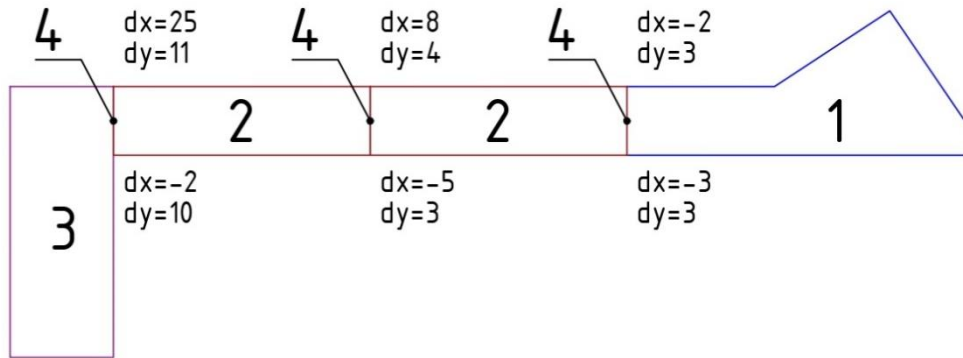 4
dx=25
dy=11
4
dx=8
dy=4
4
dx=-2
dy=3
2
2
1
dx=-2
dy=10
dx=-5
dy=3
dx=-3
dy=3
3